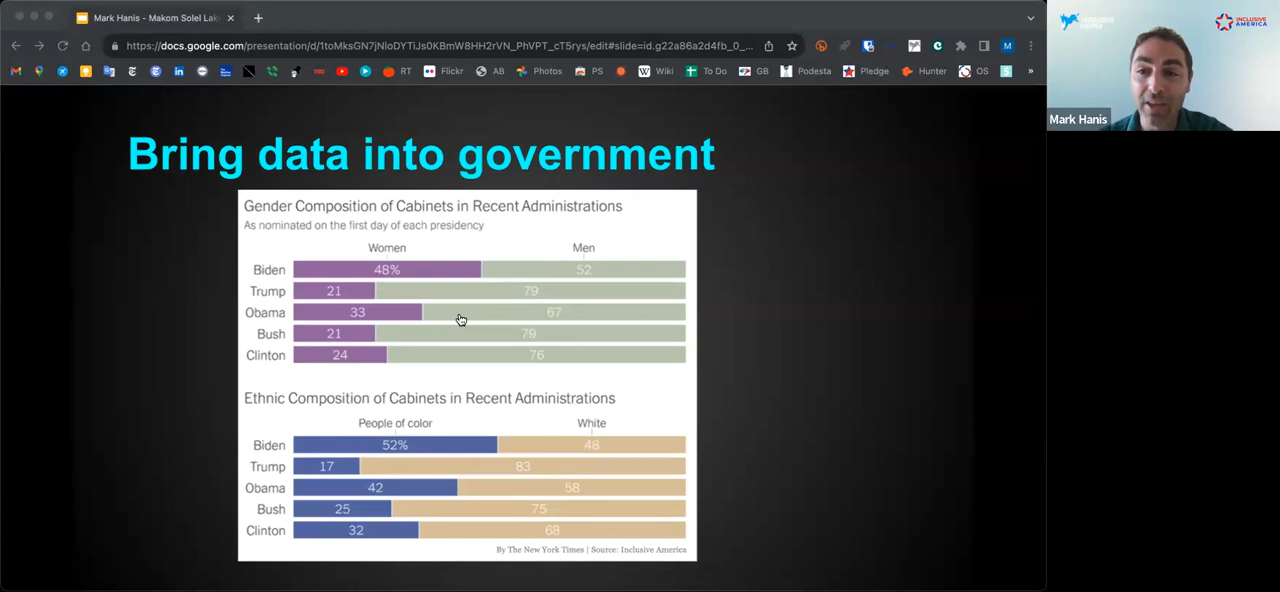 Mark Hanis - Makom Solel Lak
https://docs.google.com/presentation/d/1toMksGN7jNloDYTiJs0KBmW8HH2rVN_PhVPT_cT5rys/edit#slide=id.g22a86a2d4fb_0_...
RT Flickr AB Photos PS Wiki To Do GB Podesta Pledge Hunter OS »
INCLUSIVE
AMERICA
Mark Hanis
Bring data into government
Gender Composition of Cabinets in Recent Administrations
As nominated on the first day of each presidency
Women Men
Biden 48% 52
Trump 21 79
Obama 33 67
Bush 21 79
Clinton 24 76
Ethnic Composition of Cabinets in Recent Administrations
People of color White
Biden 52% 48
Trump 17 83
Obama 42 58
Bush 25 75
Clinton 32 68
By The New York Times | Source: Inclusive America